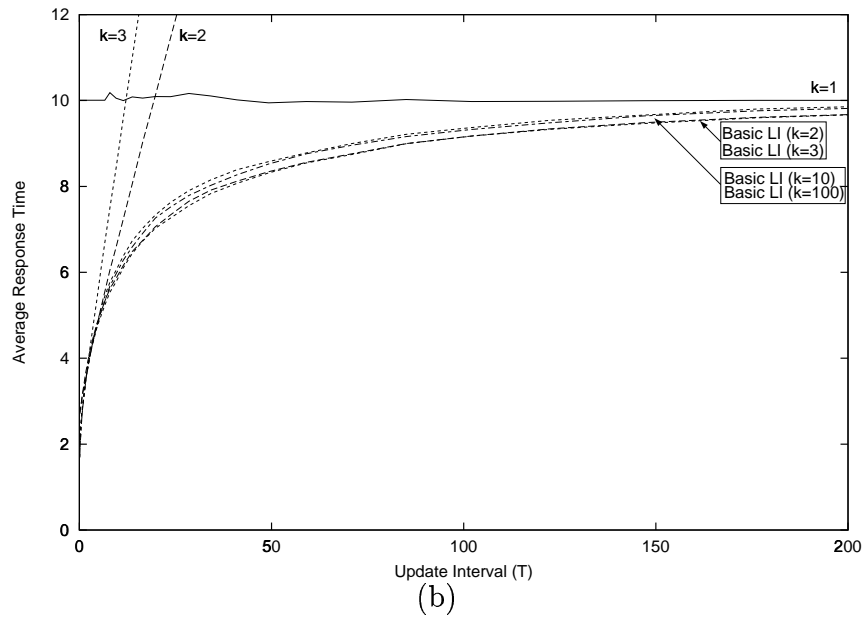 12
k=3
k=2
10
k=1
Basic LI (k=2)
Basic LI (k=3)
8
Basic LI (k=10)
Basic LI (k=100)
Average Response Time
6
4
2
0
0
50
100
150
200
Update Interval (T)
(b)